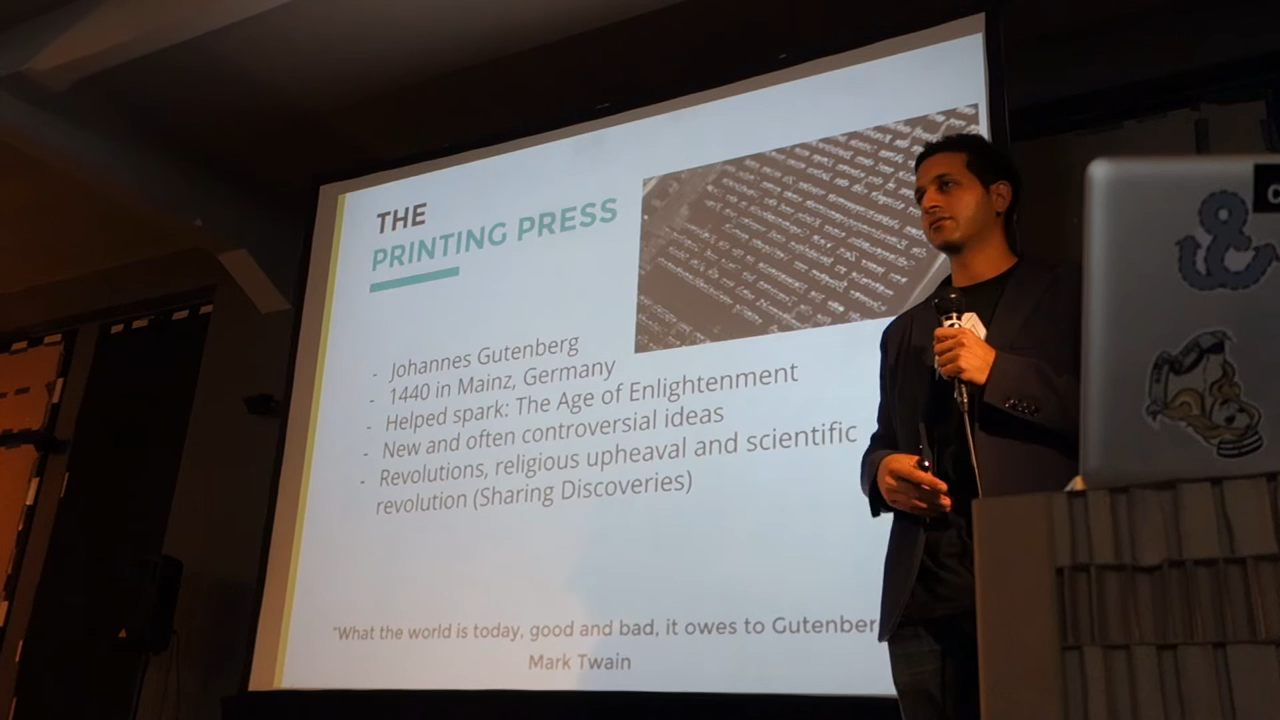 THE
PRINTING PRESS
- Johannes Gutenberg
- 1440 in Mainz, Germany
- Helped spark: The Age of Enlightenment
- New and often controversial ideas
- Revolutions, religious upheaval and scientific
revolution (Sharing Discoveries)
"What the world is today, good and bad, it owes to Gutenber
Mark Twain